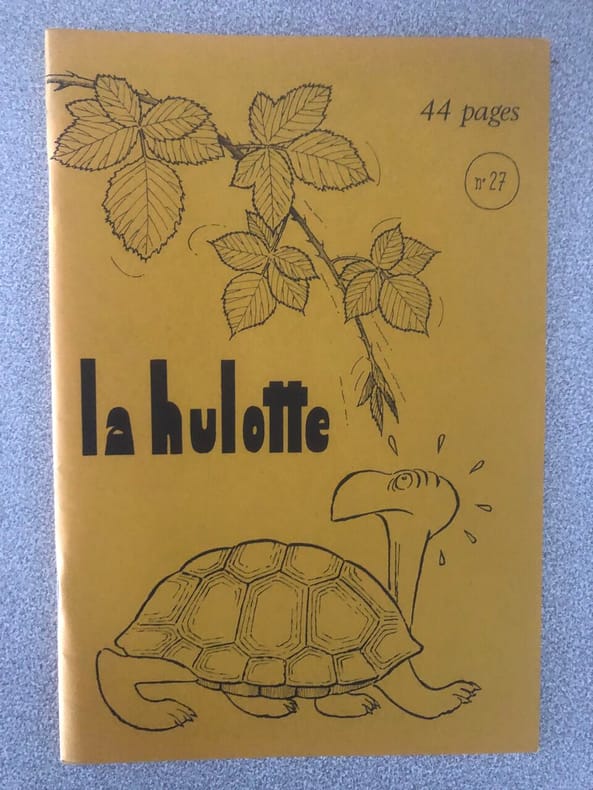 44 pages
n° 27
la hulotte